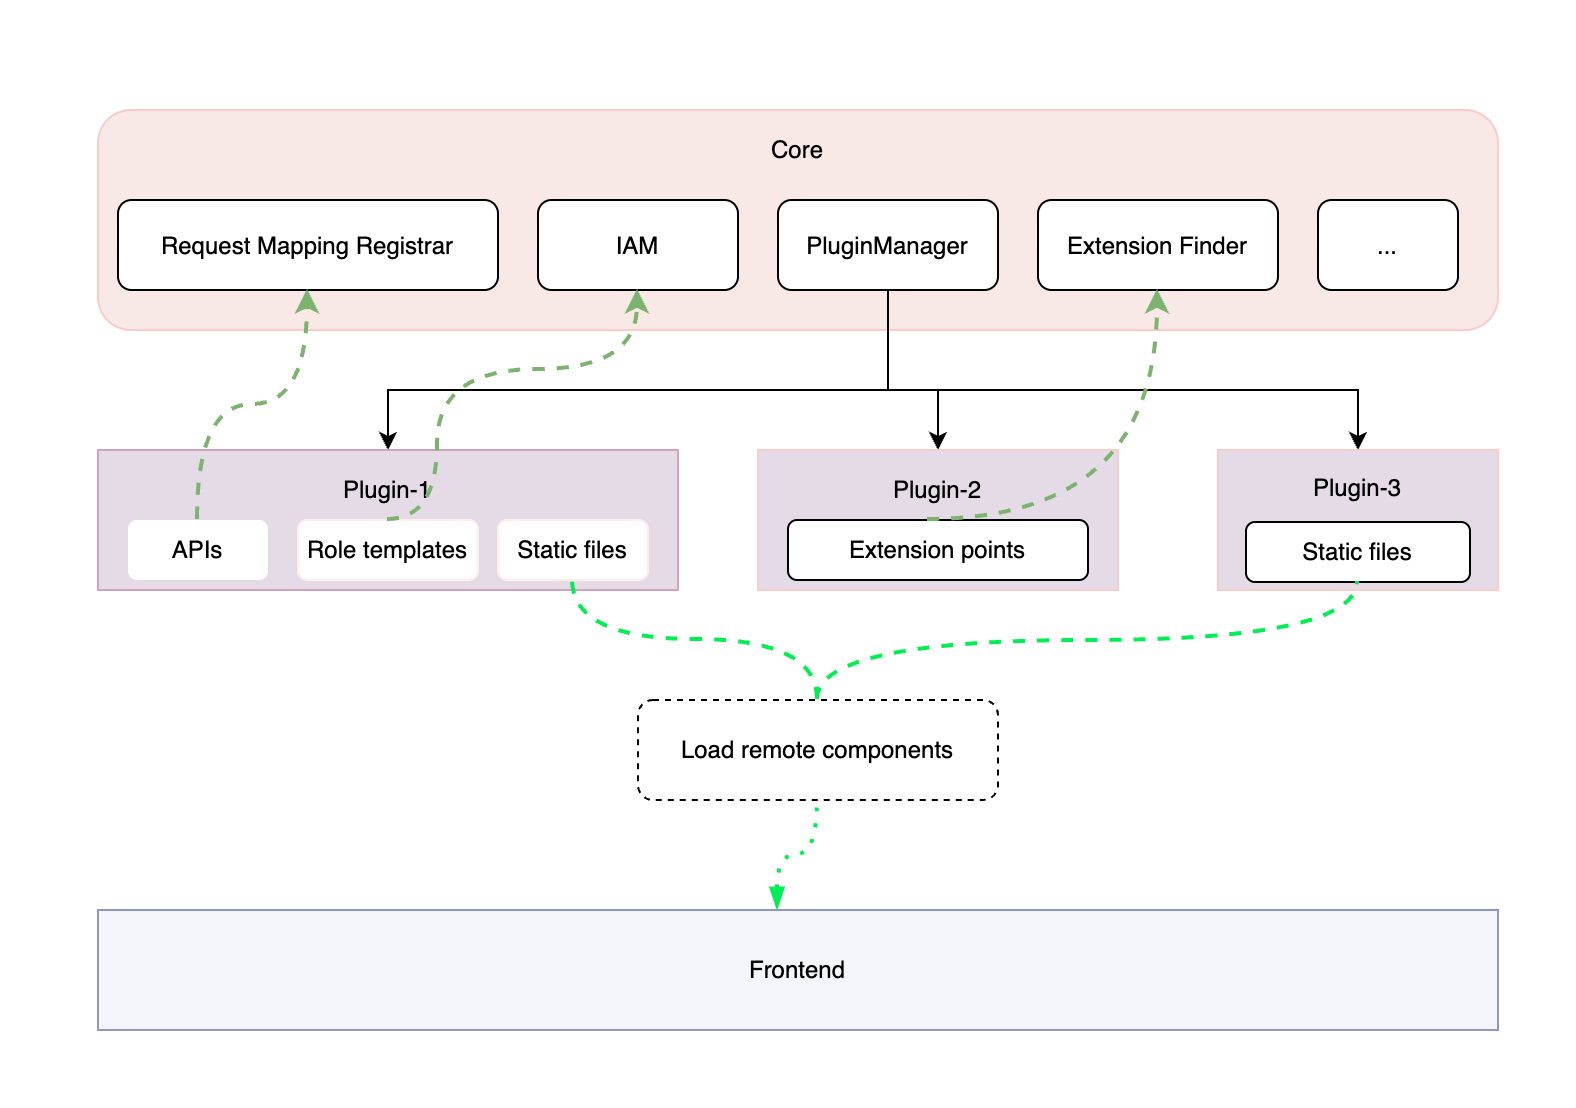 Core
Request Mapping Registrar
IAM
PluginManager
Extension Finder
...
Plugin-1
APIs
Role templates
Static files
Plugin-2
Extension points
Plugin-3
Static files
Load remote components
Frontend